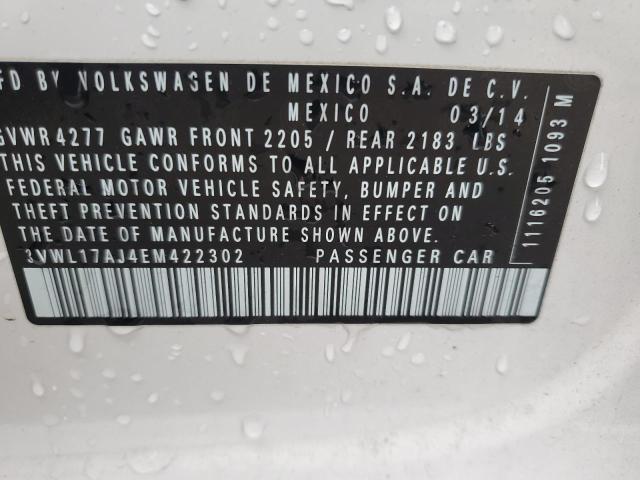 FD BY VOLKSWAGEN DE MEXICO S.A. DE C.V.
MEXICO 03/14
GVWR 4277 GAWR FRONT 2205 / REAR 2183 LBS
THIS VEHICLE CONFORMS TO ALL APPLICABLE U.S.
FEDERAL MOTOR VEHICLE SAFETY, BUMPER AND
THEFT PREVENTION STANDARDS IN EFFECT ON
THE DATE OF MANUFACTURE SHOWN ABOVE.
3VWL17AJ4EM422302 PASSENGER CAR
1116205 1093 M